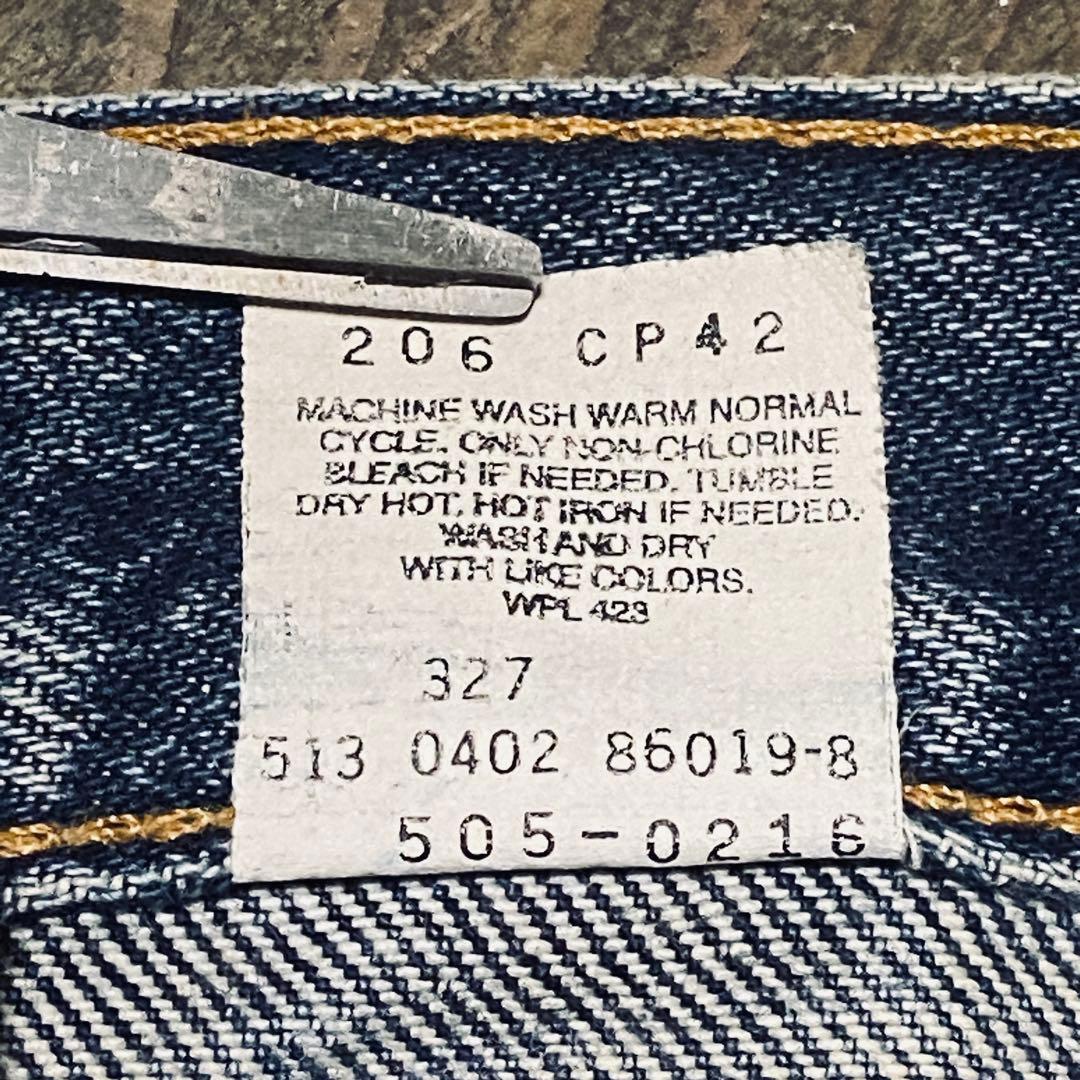 206 CP42
MACHINE WASH WARM NORMAL
CYCLE. ONLY NON-CHLORINE
BLEACH IF NEEDED. TUMBLE
DRY HOT. HOT IRON IF NEEDED.
WASH AND DRY
WITH LIKE COLORS.
WPL 423
327
513 0402 86019-8
505-0216